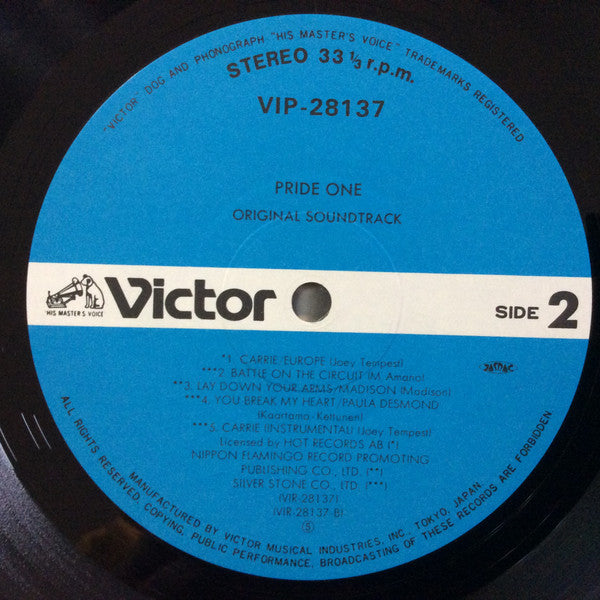 "VICTOR" DOG AND PHONOGRAPH "HIS MASTER'S VOICE" TRADEMARKS REGISTERED
STEREO 33 1/3 r.p.m.
VIP-28137
PRIDE ONE
ORIGINAL SOUNDTRACK
"HIS MASTER'S VOICE"
Victor
SIDE 2
*1. CARRIE/EUROPE (Joey Tempest)
***2. BATTLE ON THE CIRCUIT (M. Amano)
**3. LAY DOWN YOUR ARMS/MADISON (Madison)
***4. YOU BREAK MY HEART/PAULA DESMOND
(Kaartama-Kettunen)
***5. CARRIE (INSTRUMENTAL) (Joey Tempest)
Licensed by HOT RECORDS AB (*)
NIPPON FLAMINGO RECORD PROMOTING
PUBLISHING CO., LTD. (**)
SILVER STONE CO., LTD. (***)
(VIR-28137)
(VIR-28137-B)
(S)
JASRAC
MANUFACTURED BY VICTOR MUSICAL INDUSTRIES, INC., TOKYO, JAPAN
ALL RIGHTS RESERVED. COPYING, PUBLIC PERFORMANCE, BROADCASTING OF THESE RECORDS ARE FORBIDDEN